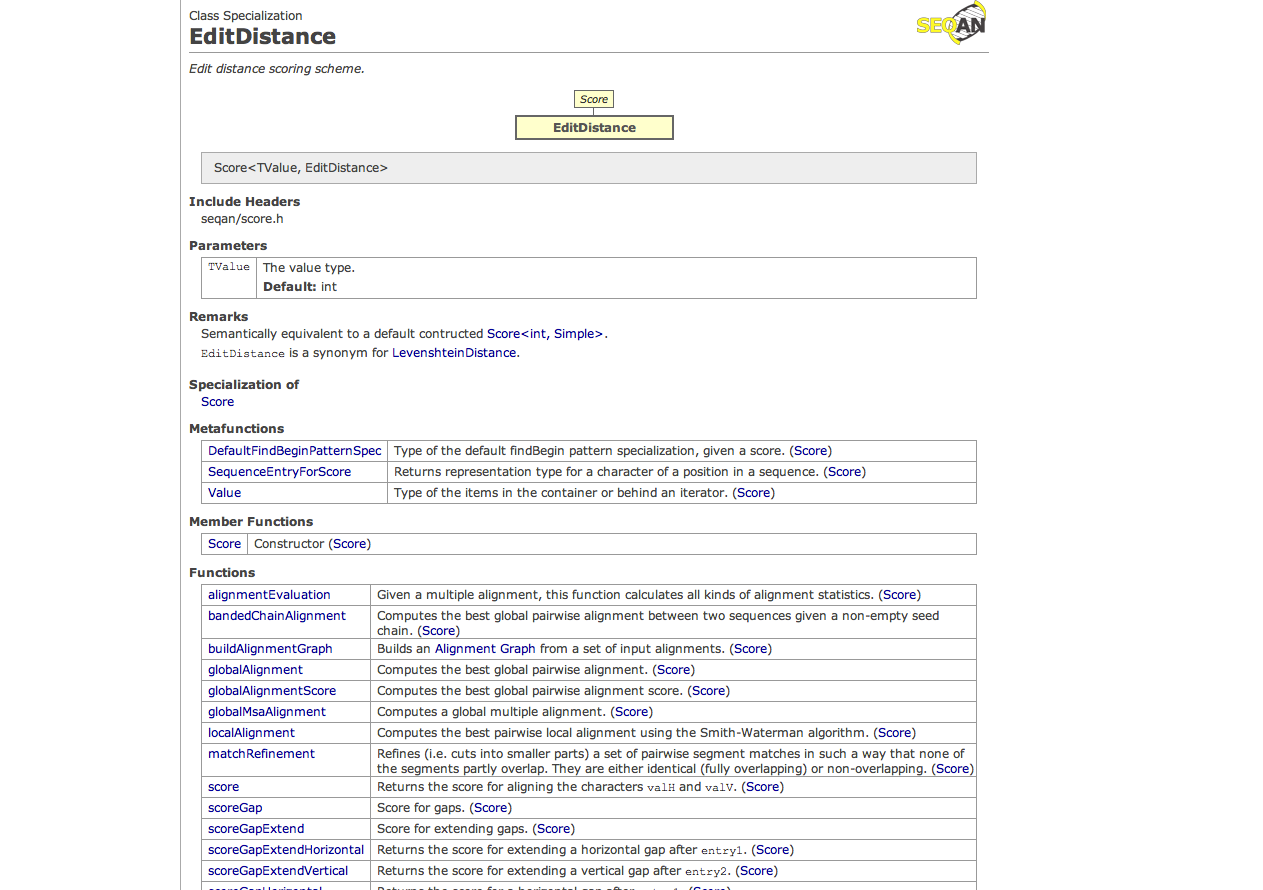 Class Specialization
EditDistance
SEQAN
Edit distance scoring scheme.
Score
EditDistance
Score<TValue, EditDistance>
Include Headers
seqan/score.h
Parameters
TValue The value type.
Default: int
Remarks
Semantically equivalent to a default contructed Score<int, Simple>.
EditDistance is a synonym for LevenshteinDistance.
Specialization of
Score
Metafunctions
DefaultFindBeginPatternSpec Type of the default findBegin pattern specialization, given a score. (Score)
SequenceEntryForScore Returns representation type for a character of a position in a sequence. (Score)
Value Type of the items in the container or behind an iterator. (Score)
Member Functions
Score Constructor (Score)
Functions
alignmentEvaluation Given a multiple alignment, this function calculates all kinds of alignment statistics. (Score)
bandedChainAlignment Computes the best global pairwise alignment between two sequences given a non-empty seed
chain. (Score)
buildAlignmentGraph Builds an Alignment Graph from a set of input alignments. (Score)
globalAlignment Computes the best global pairwise alignment. (Score)
globalAlignmentScore Computes the best global pairwise alignment score. (Score)
globalMsaAlignment Computes a global multiple alignment. (Score)
localAlignment Computes the best pairwise local alignment using the Smith-Waterman algorithm. (Score)
matchRefinement Refines (i.e. cuts into smaller parts) a set of pairwise segment matches in such a way that none of
the segments partly overlap. They are either identical (fully overlapping) or non-overlapping. (Score)
score Returns the score for aligning the characters valH and valV. (Score)
scoreGap Score for gaps. (Score)
scoreGapExtend Score for extending gaps. (Score)
scoreGapExtendHorizontal Returns the score for extending a horizontal gap after entry1. (Score)
scoreGapExtendVertical Returns the score for extending a vertical gap after entry2. (Score)
scoreGapHorizontal Returns the score for a horizontal gap after (Score)